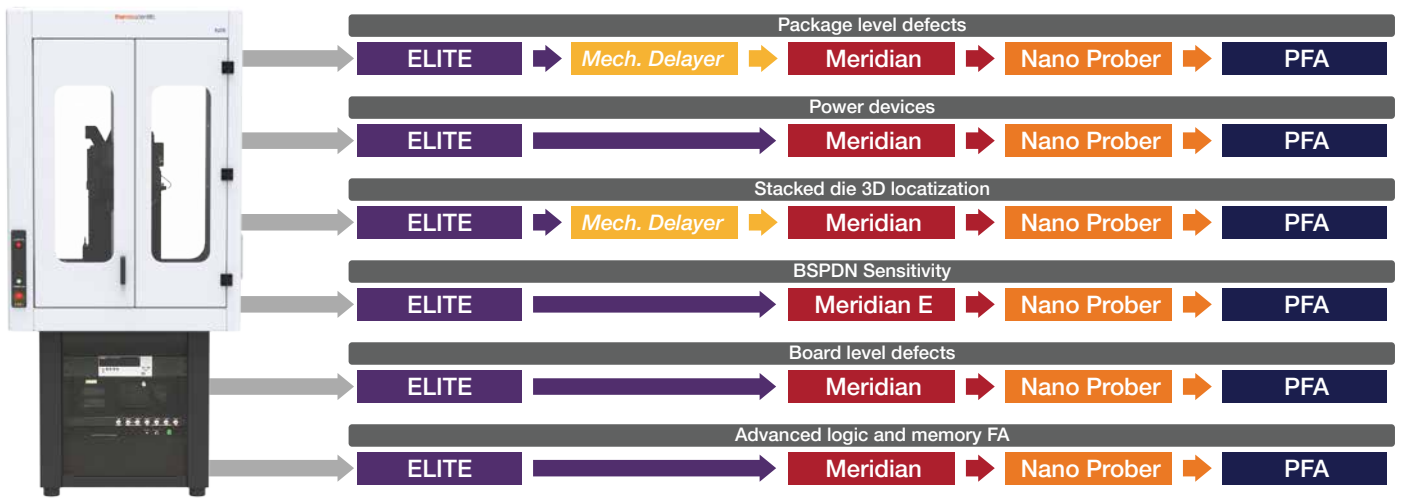 thermoscientific
Package level defects
ELITE
Mech. Delayer
Meridian
Nano Prober
PFA
Power devices
ELITE
Meridian
Nano Prober
PFA
Stacked die 3D locatization
ELITE
Mech. Delayer
Meridian
Nano Prober
PFA
BSPDN Sensitivity
ELITE
Meridian E
Nano Prober
PFA
Board level defects
ELITE
Meridian
Nano Prober
PFA
Advanced logic and memory FA
ELITE
Meridian
Nano Prober
PFA